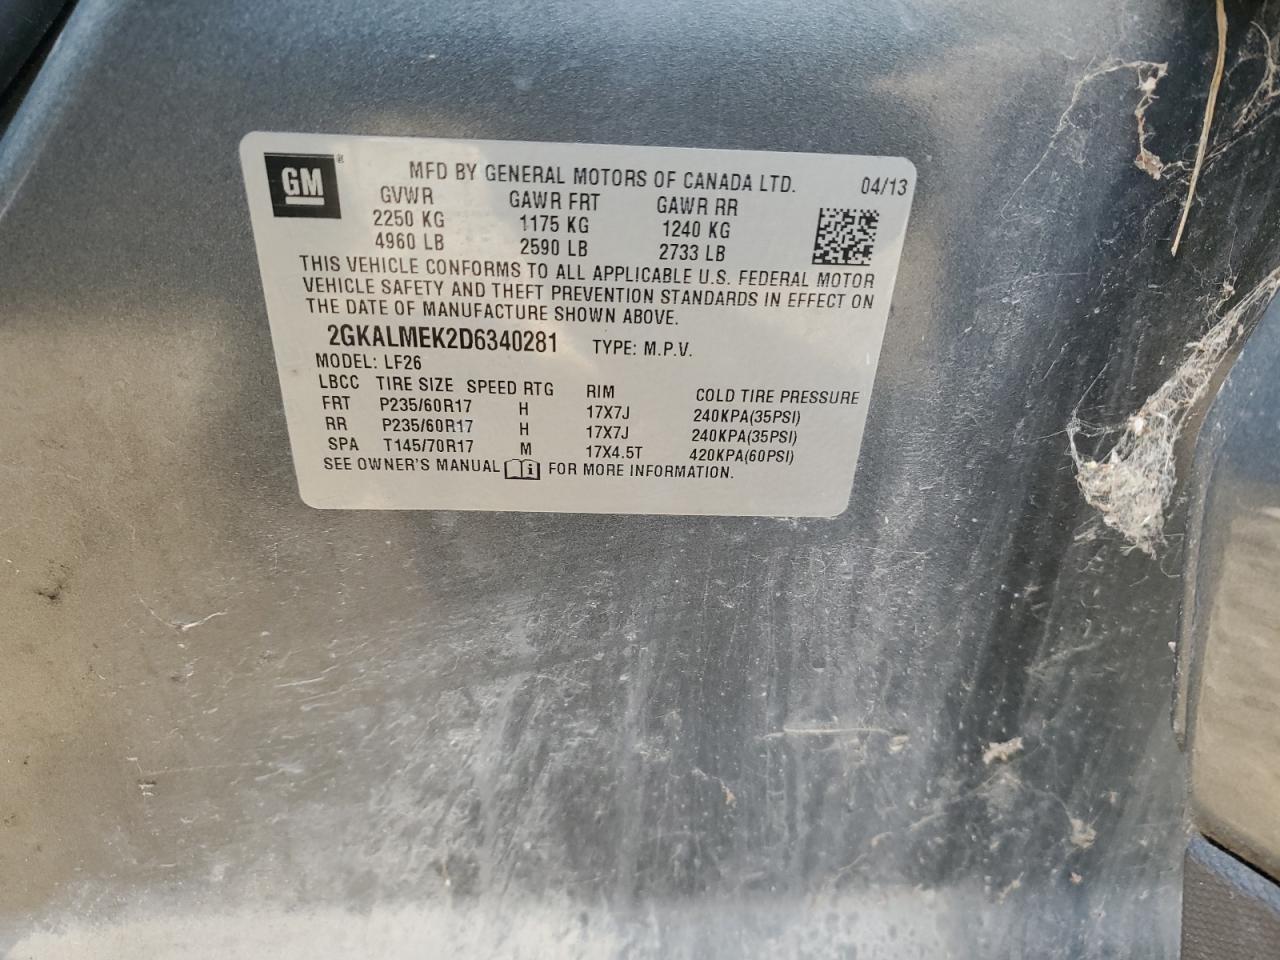 GM ®
MFD BY GENERAL MOTORS OF CANADA LTD. 04/13
GVWR GAWR FRT GAWR RR
2250 KG 1175 KG 1240 KG
4960 LB 2590 LB 2733 LB
THIS VEHICLE CONFORMS TO ALL APPLICABLE U.S. FEDERAL MOTOR
VEHICLE SAFETY AND THEFT PREVENTION STANDARDS IN EFFECT ON
THE DATE OF MANUFACTURE SHOWN ABOVE.
2GKALMEK2D6340281 TYPE: M.P.V.
MODEL: LF26
LBCC TIRE SIZE SPEED RTG RIM COLD TIRE PRESSURE
FRT P235/60R17 H 17X7J 240KPA(35PSI)
RR P235/60R17 H 17X7J 240KPA(35PSI)
SPA T145/70R17 M 17X4.5T 420KPA(60PSI)
SEE OWNER'S MANUAL i FOR MORE INFORMATION.